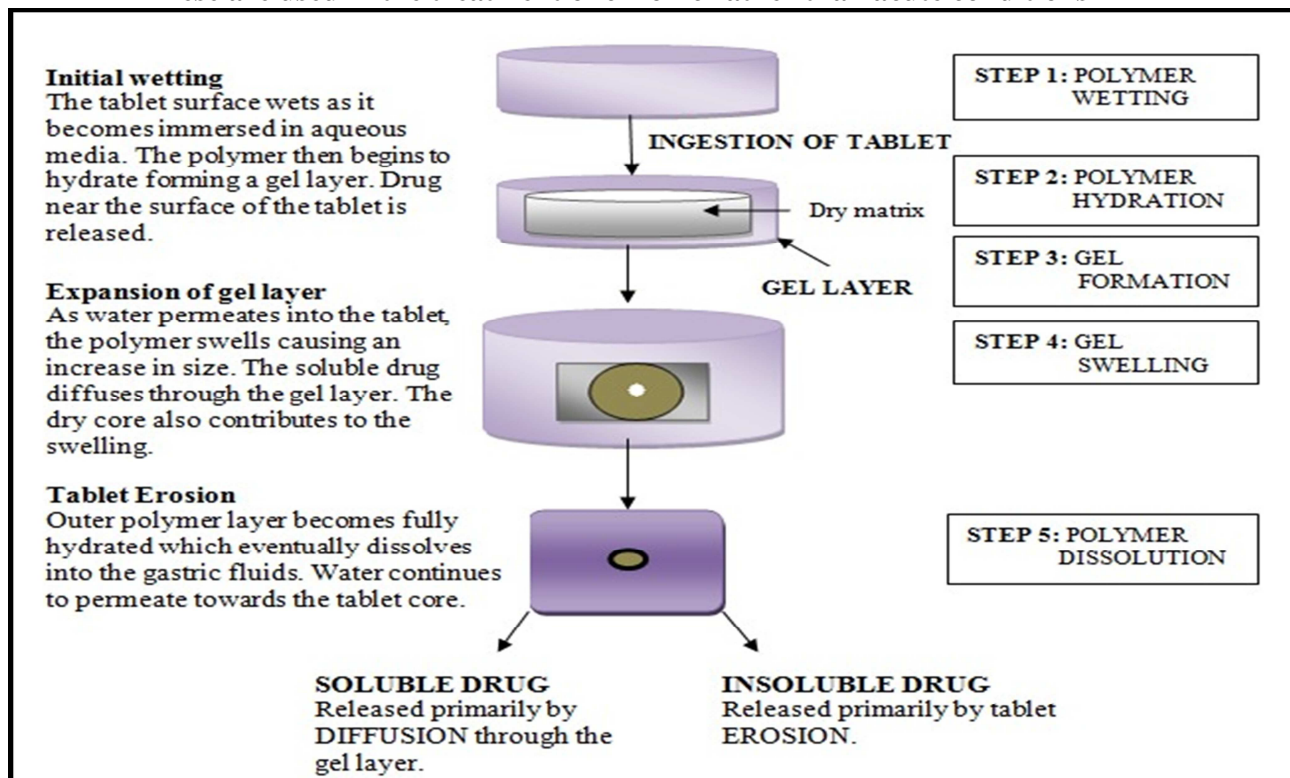 Initial wetting
The tablet surface wets as it
becomes immersed in aqueous
media. The polymer then begins to
hydrate forming a gel layer. Drug
near the surface of the tablet is
released.
Expansion of gel layer
As water permeates into the tablet,
the polymer swells causing an
increase in size. The soluble drug
diffuses through the gel layer. The
dry core also contributes to the
swelling.
Tablet Erosion
Outer polymer layer becomes fully
hydrated which eventually dissolves
into the gastric fluids. Water continues
to permeate towards the tablet core.
INGESTION OF TABLET
Dry matrix
GEL LAYER
STEP 1: POLYMER
WETTING
STEP 2: POLYMER
HYDRATION
STEP 3: GEL
FORMATION
STEP 4: GEL
SWELLING
STEP 5: POLYMER
DISSOLUTION
SOLUBLE DRUG
Released primarily by
DIFFUSION through the
gel layer.
INSOLUBLE DRUG
Released primarily by tablet
EROSION.